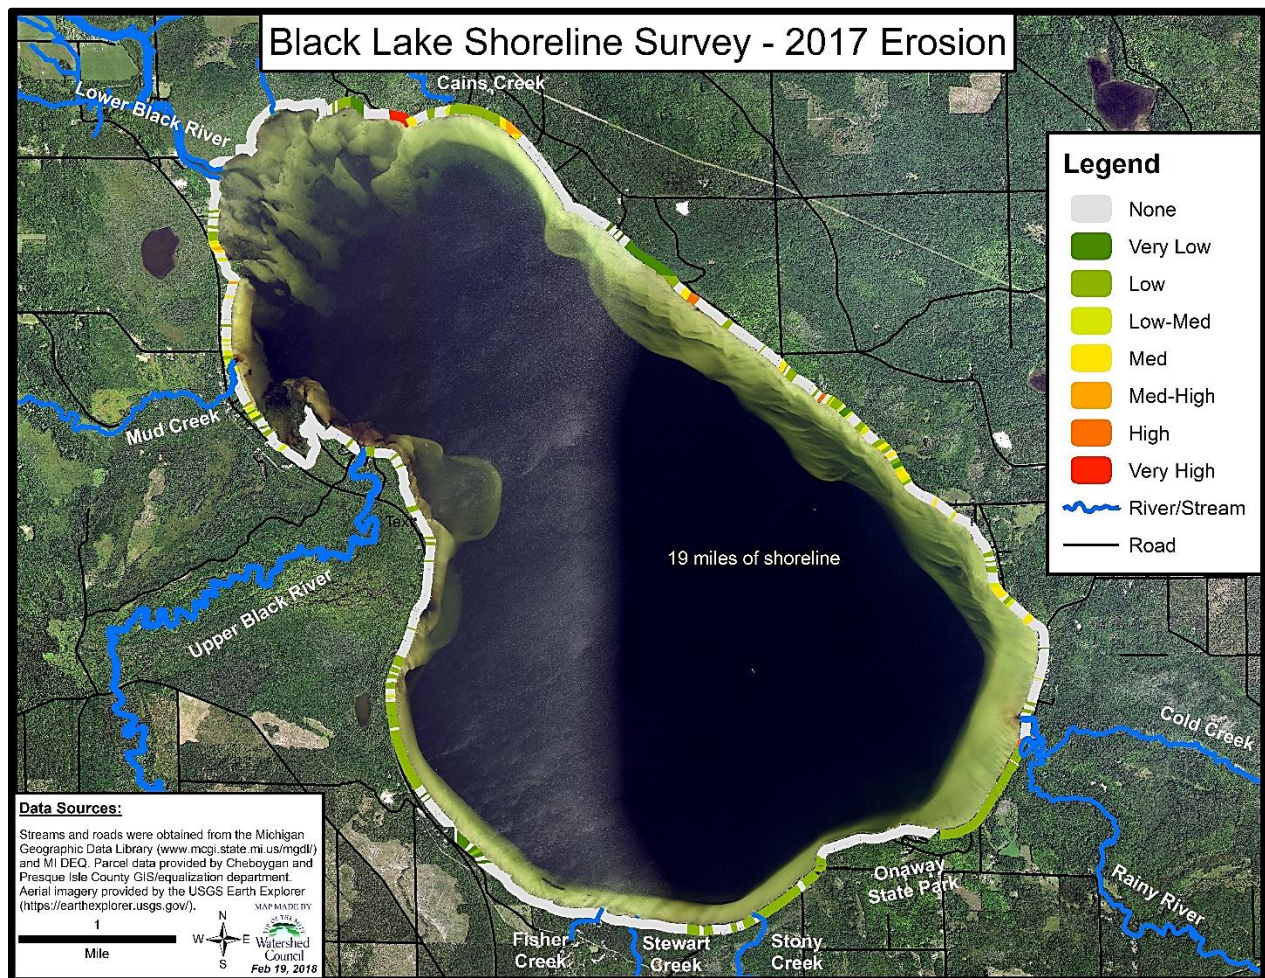 Black Lake Shoreline Survey - 2017 Erosion
Cains Creek
Lower Black River
Legend
None
Very Low
Low
Low-Med
Med
Med-High
High
Very High
River/Stream
Road
Mud Creek
Tex
19 miles of shoreline
Upper Black River
Cold Creek
Rainy River
Onaway
State Park
Fisher
Creek
Stewart
Creek
Stony
Creek
Data Sources:
Streams and roads were obtained from the Michigan
Geographic Data Library (www.mcgi.state.mi.us/mgdl/)
and MI DEQ. Parcel data provided by Cheboygan and
Presque Isle County GIS/equalization department.
Aerial imagery provided by the USGS Earth Explorer
(https://earthexplorer.usgs.gov/).
1
Mile
N
W E
S
MAP MADE BY
TIP OF THE MITT
Watershed
Council
Feb 19, 2018